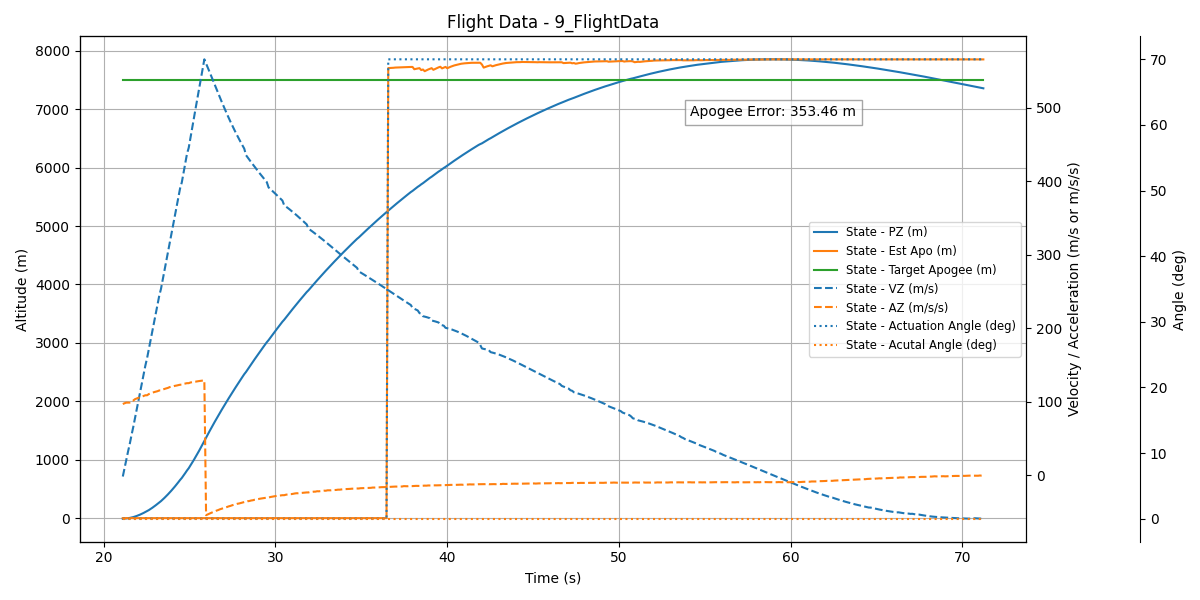 Flight Data - 9_FlightData
8000
7000
6000
5000
4000
3000
2000
1000
0
Altitude (m)
20
30
40
50
60
70
Time (s)
500
400
300
200
100
0
Velocity / Acceleration (m/s or m/s/s)
70
60
50
40
30
20
10
0
Angle (deg)
Apogee Error: 353.46 m
State - PZ (m)
State - Est Apo (m)
State - Target Apogee (m)
State - VZ (m/s)
State - AZ (m/s/s)
State - Actuation Angle (deg)
State - Acutal Angle (deg)